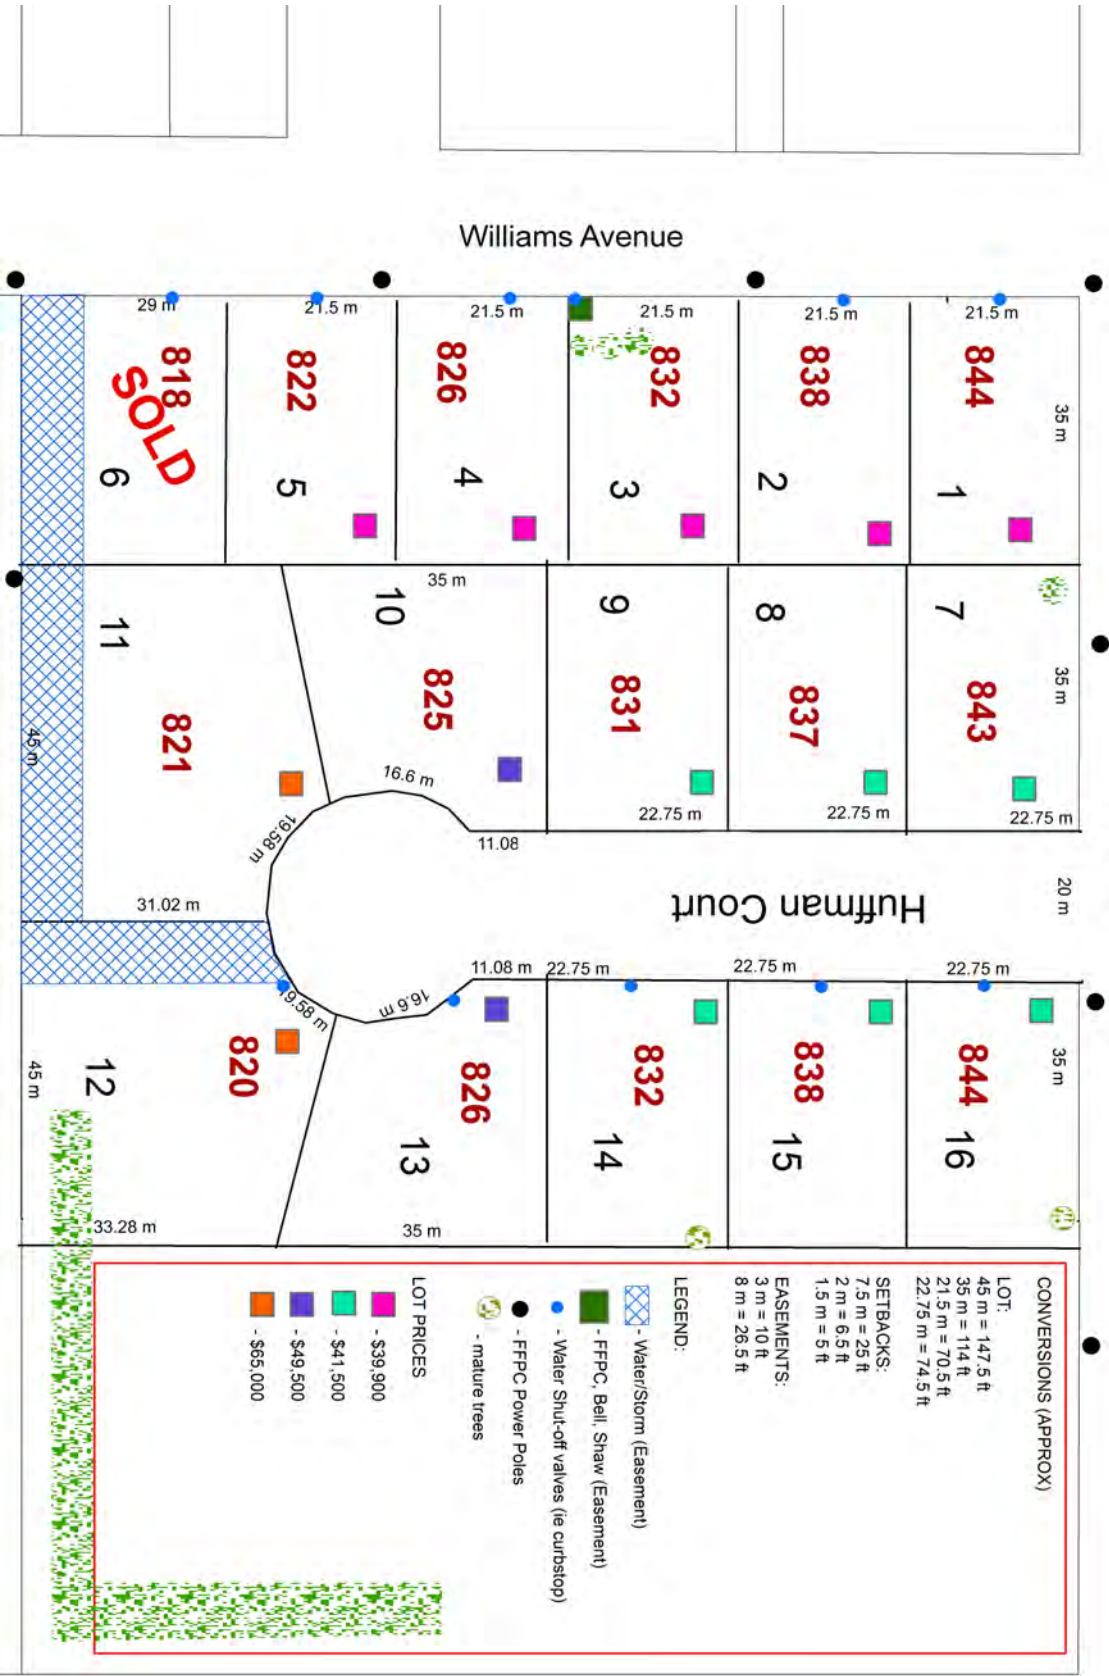 Williams Avenue
29 m
21.5 m
21.5 m
21.5 m
21.5 m
21.5 m
818
SOLD
6
822
5
826
4
832
3
838
2
844
1
35 m
11
821
45 m
10
35 m
825
16.6 m
9
831
22.75 m
8
837
22.75 m
7
35 m
843
22.75 m
19.58 m
11.08
31.02 m
Huffman Court
20 m
19.58 m
16.6 m
11.08 m
22.75 m
22.75 m
22.75 m
45 m
12
820
33.28 m
826
13
35 m
832
14
838
15
844
16
35 m
CONVERSIONS (APPROX)
LOT:
45 m = 147.5 ft
35 m = 114 ft
21.5 m = 70.5 ft
22.75 m = 74.5 ft
SETBACKS:
7.5 m = 25 ft
2 m = 6.5 ft
1.5 m = 5 ft
EASEMENTS:
3 m = 10 ft
8 m = 26.5 ft
LEGEND:
- Water/Storm (Easement)
- FFPC, Bell, Shaw (Easement)
- Water Shut-off valves (ie curbstop)
- FFPC Power Poles
- mature trees
LOT PRICES
- $39,900
- $41,500
- $49,500
- $65,000